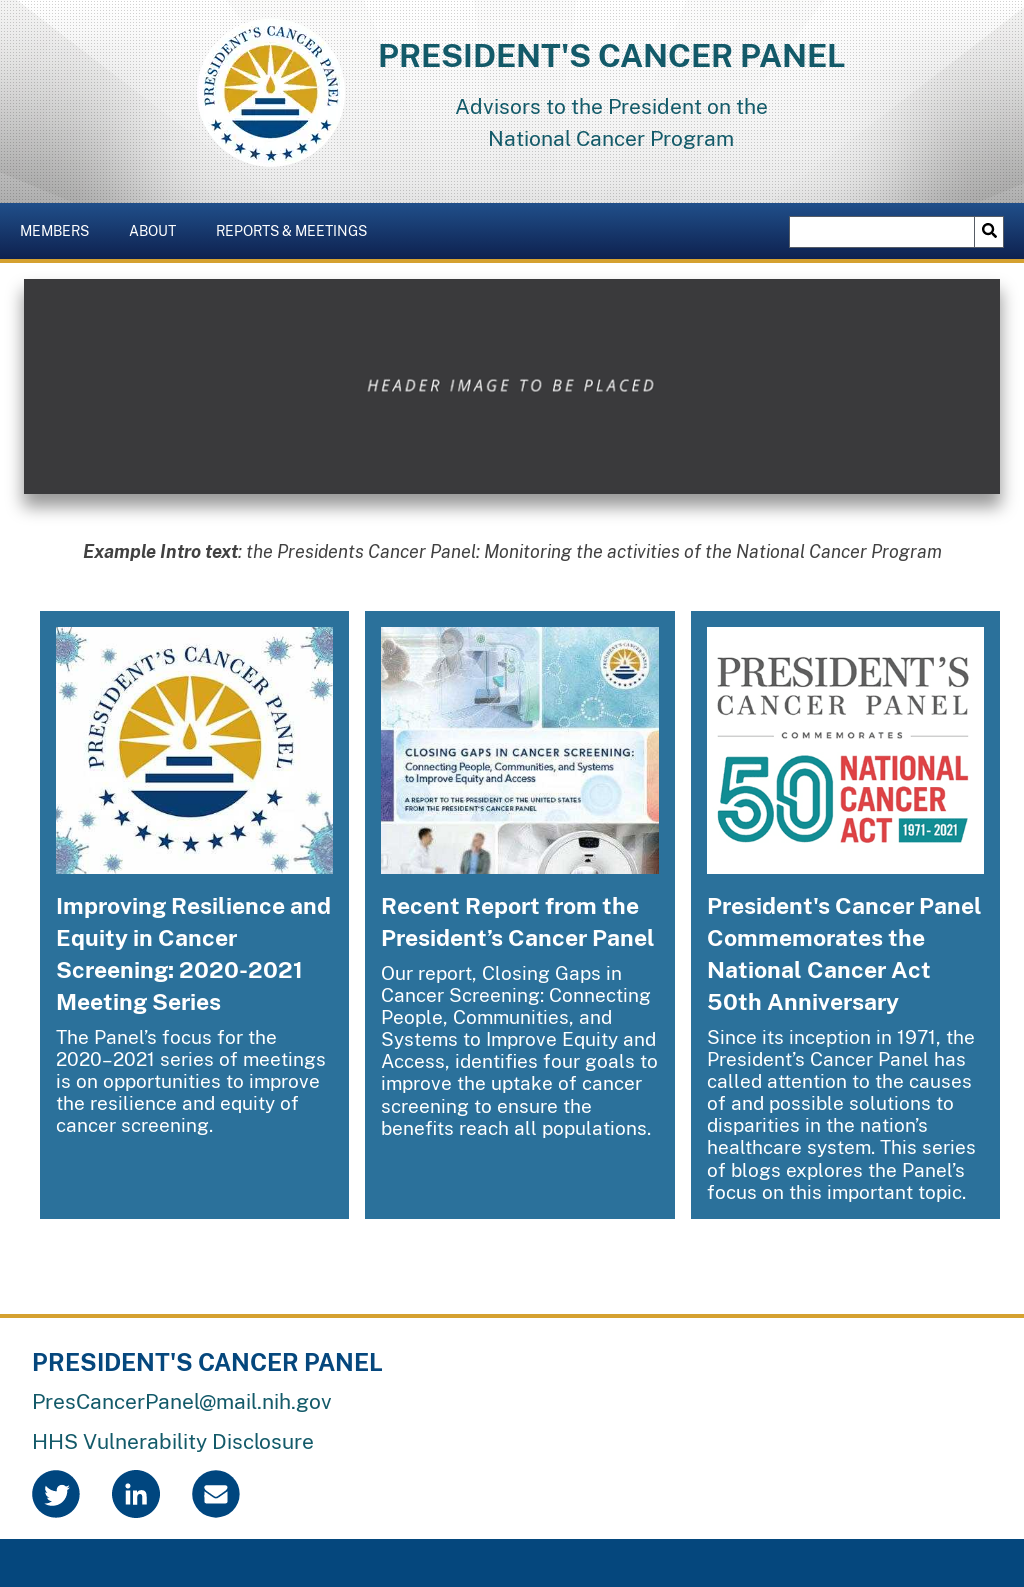 PRESIDENT'S CANCER PANEL
PRESIDENT'S CANCER PANEL
Advisors to the President on the
National Cancer Program
MEMBERS
ABOUT
REPORTS & MEETINGS
HEADER IMAGE TO BE PLACED
Example Intro text: the Presidents Cancer Panel: Monitoring the activities of the National Cancer Program
PRESIDENT'S CANCER PANEL
Improving Resilience and
Equity in Cancer
Screening: 2020-2021
Meeting Series
The Panel’s focus for the
2020–2021 series of meetings
is on opportunities to improve
the resilience and equity of
cancer screening.
PRESIDENT'S CANCER PANEL
CLOSING GAPS IN CANCER SCREENING:
Connecting People, Communities, and Systems
to Improve Equity and Access
A REPORT TO THE PRESIDENT OF THE UNITED STATES
FROM THE PRESIDENT'S CANCER PANEL
Recent Report from the
President’s Cancer Panel
Our report, Closing Gaps in
Cancer Screening: Connecting
People, Communities, and
Systems to Improve Equity and
Access, identifies four goals to
improve the uptake of cancer
screening to ensure the
benefits reach all populations.
PRESIDENT'S
CANCER PANEL
COMMEMORATES
50 NATIONAL
CANCER
ACT 1971 - 2021
President's Cancer Panel
Commemorates the
National Cancer Act
50th Anniversary
Since its inception in 1971, the
President’s Cancer Panel has
called attention to the causes
of and possible solutions to
disparities in the nation’s
healthcare system. This series
of blogs explores the Panel’s
focus on this important topic.
PRESIDENT'S CANCER PANEL
PresCancerPanel@mail.nih.gov
HHS Vulnerability Disclosure
in